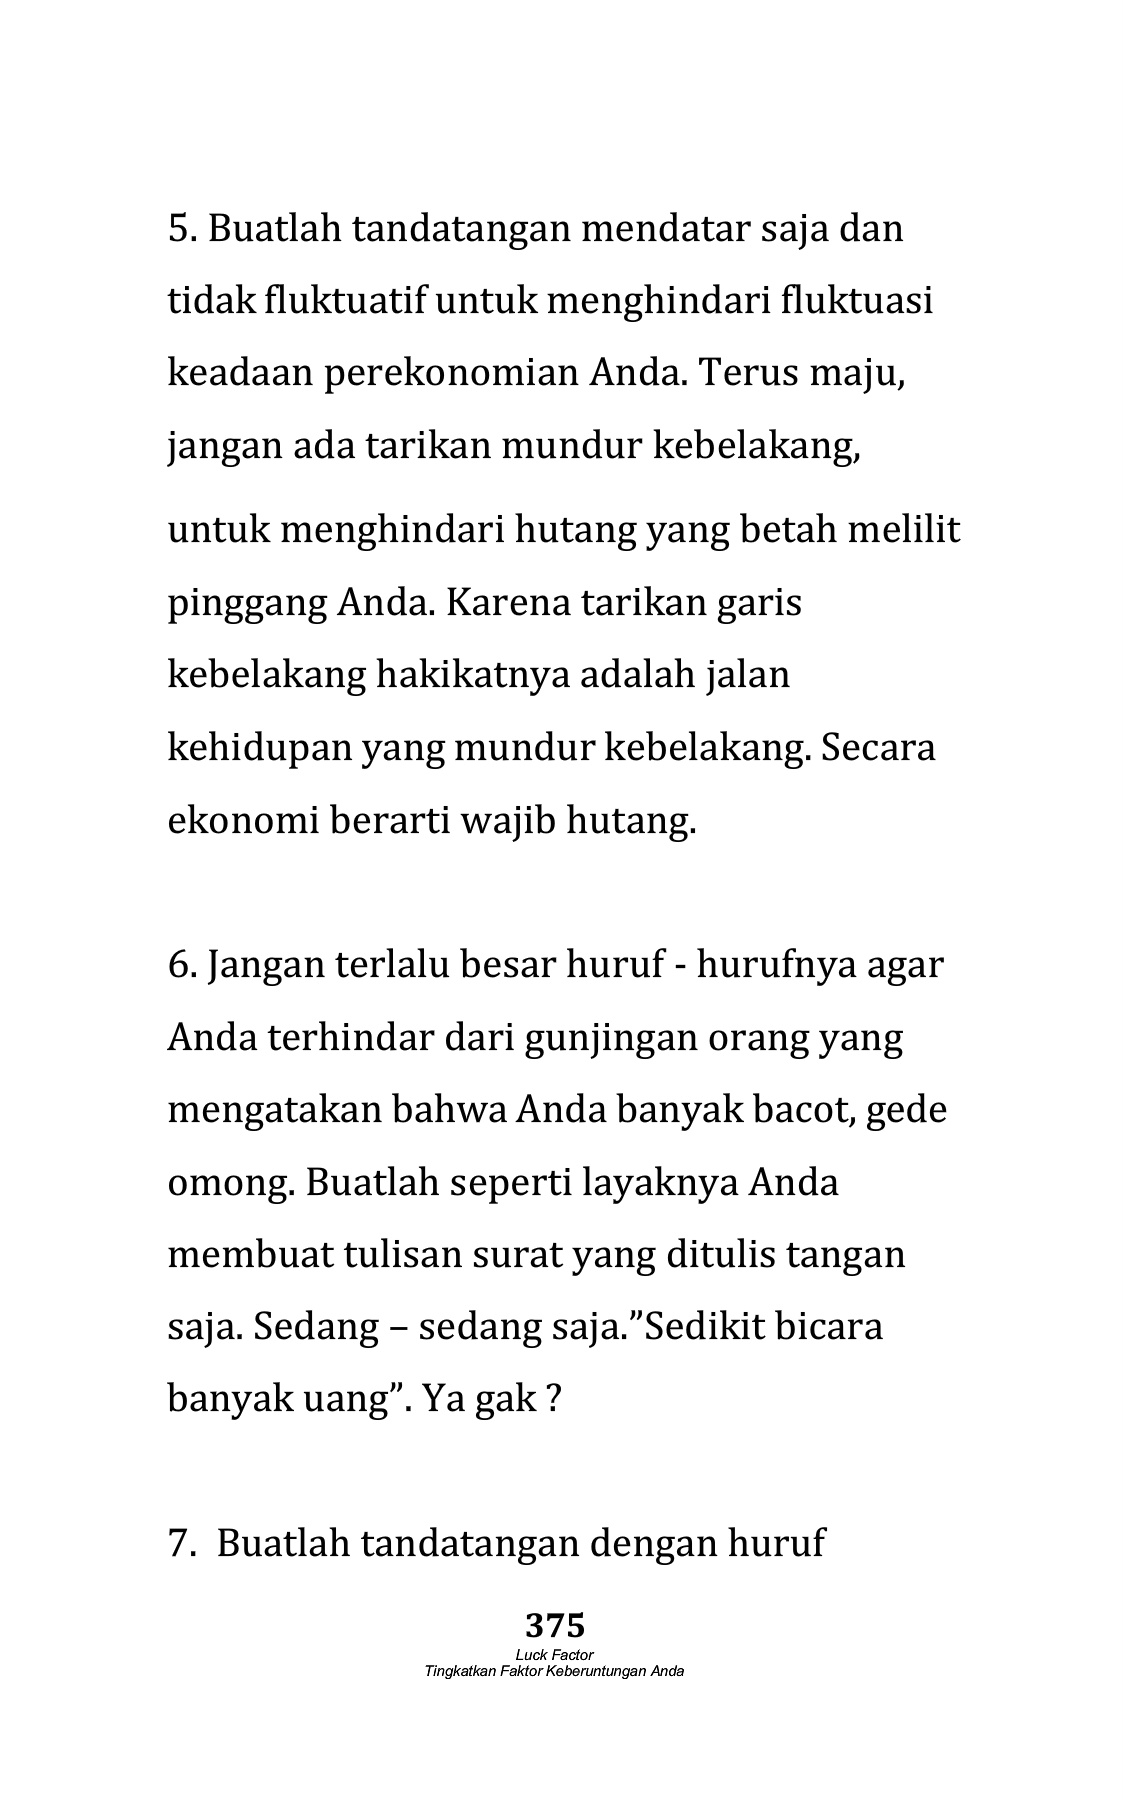 5. Buatlah tandatangan mendatar saja dan
tidak fluktuatif untuk menghindari fluktuasi
keadaan perekonomian Anda. Terus maju,
jangan ada tarikan mundur kebelakang,
untuk menghindari hutang yang betah melilit
pinggang Anda. Karena tarikan garis
kebelakang hakikatnya adalah jalan
kehidupan yang mundur kebelakang. Secara
ekonomi berarti wajib hutang.
6. Jangan terlalu besar huruf - hurufnya agar
Anda terhindar dari gunjingan orang yang
mengatakan bahwa Anda banyak bacot, gede
omong. Buatlah seperti layaknya Anda
membuat tulisan surat yang ditulis tangan
saja. Sedang – sedang saja.”Sedikit bicara
banyak uang”. Ya gak ?
7.  Buatlah tandatangan dengan huruf
375
Luck Factor
Tingkatkan Faktor Keberuntungan Anda